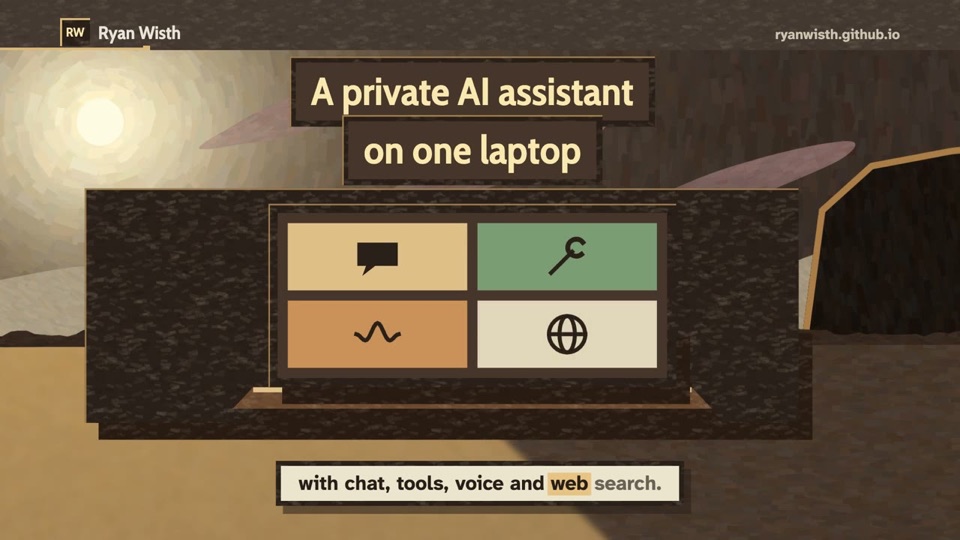 RW Ryan Wisth
ryanwisth.github.io
A private AI assistant
on one laptop
with chat, tools, voice and web search.